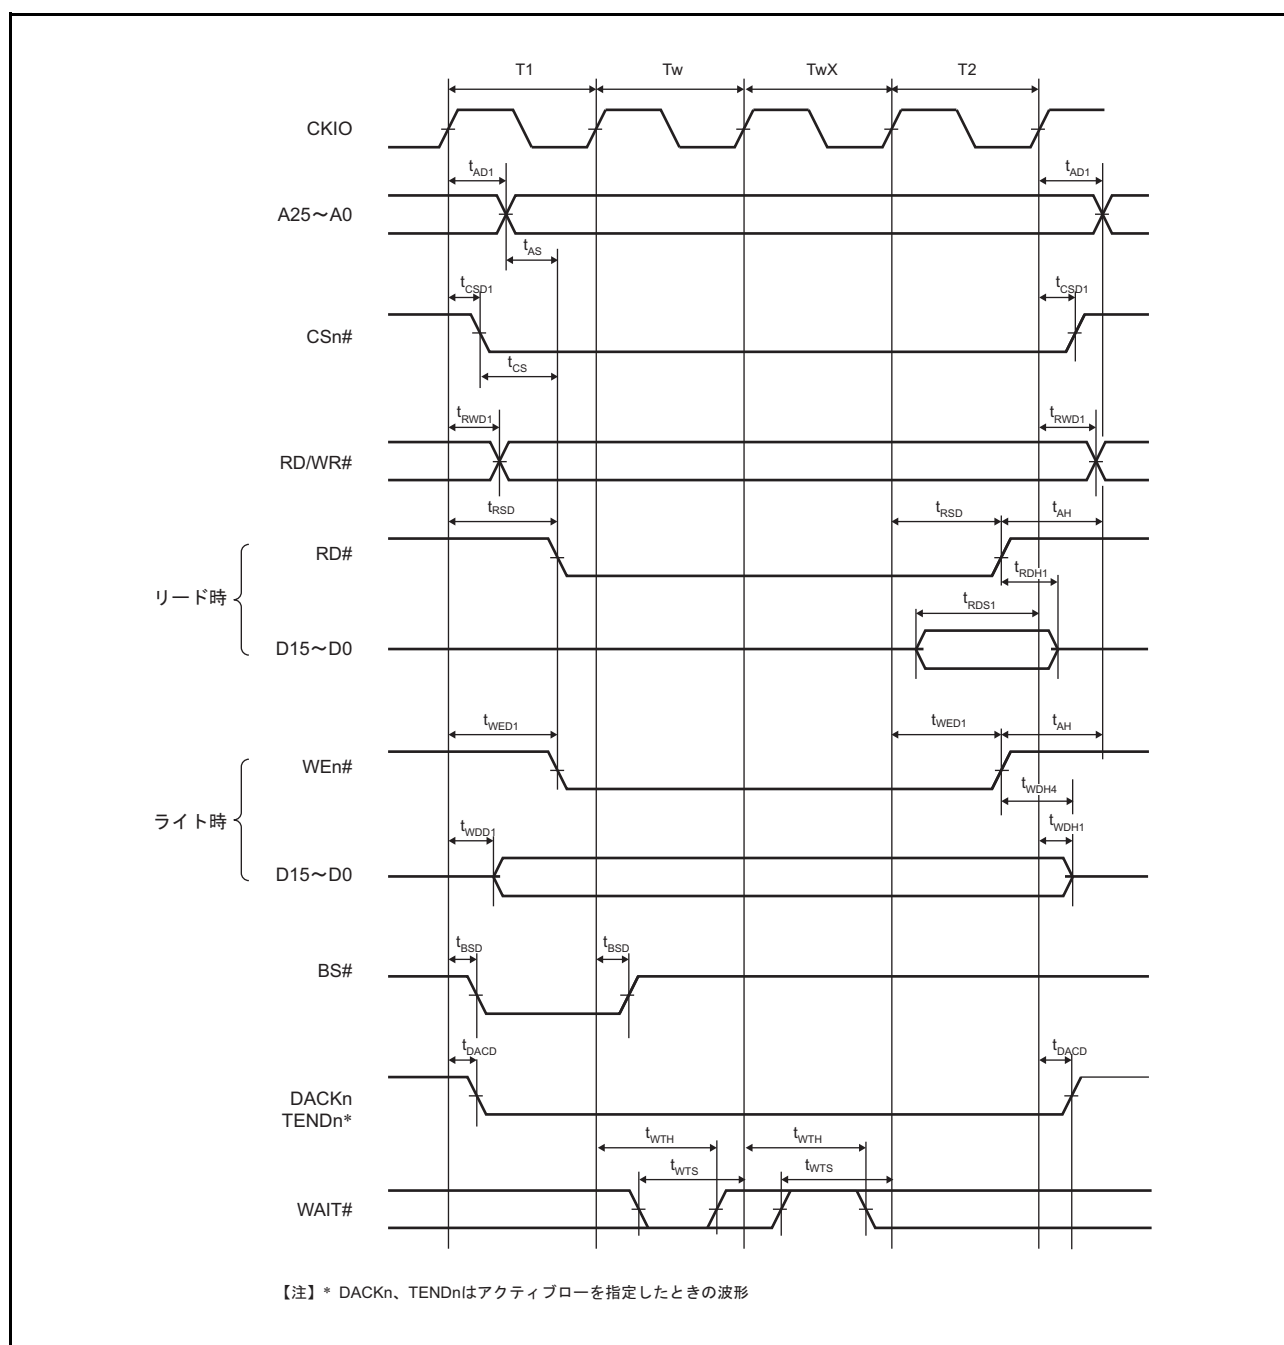 T1 Tw TwX T2
CKIO
tAD1 tAD1
A25～A0
tAS
tCSD1 tCSD1
CSn#
tCS
tRWD1 tRWD1
RD/WR#
tRSD tRSD tAH
RD#
tRDH1
リード時
tRDS1
D15～D0
tWED1 tWED1 tAH
WEn#
tWDH4
ライト時
tWDD1 tWDH1
D15～D0
tBSD tBSD
BS#
tDACD tDACD
DACKn
TENDn*
tWTH tWTH
tWTS tWTS
WAIT#
【注】* DACKn、TENDnはアクティブローを指定したときの波形